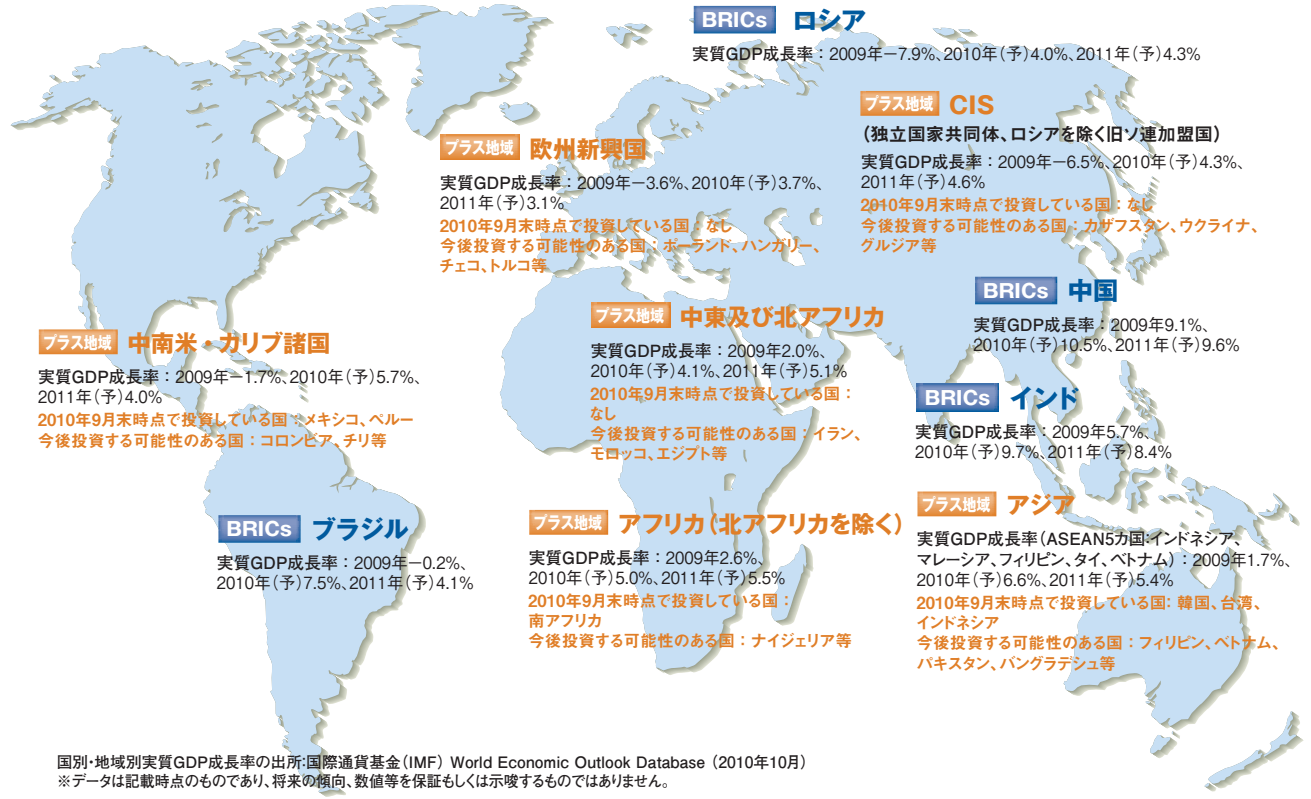 BRICs ロシア
実質GDP成長率：2009年－7.9%、2010年（予）4.0%、2011年（予）4.3%
プラス地域 CIS
（独立国家共同体、ロシアを除く旧ソ連加盟国）
実質GDP成長率：2009年－6.5%、2010年（予）4.3%、
2011年（予）4.6%
2010年9月末時点で投資している国：なし
今後投資する可能性のある国：カザフスタン、ウクライナ、
グルジア等
プラス地域 欧州新興国
実質GDP成長率：2009年－3.6%、2010年（予）3.7%、
2011年（予）3.1%
2010年9月末時点で投資している国：なし
今後投資する可能性のある国：ポーランド、ハンガリー、
チェコ、トルコ等
BRICs 中国
実質GDP成長率：2009年9.1%、
2010年（予）10.5%、2011年（予）9.6%
プラス地域 中東及び北アフリカ
実質GDP成長率：2009年2.0%、
2010年（予）4.1%、2011年（予）5.1%
2010年9月末時点で投資している国：
なし
今後投資する可能性のある国：イラン、
モロッコ、エジプト等
プラス地域 中南米・カリブ諸国
実質GDP成長率：2009年－1.7%、2010年（予）5.7%、
2011年（予）4.0%
2010年9月末時点で投資している国：メキシコ、ペルー
今後投資する可能性のある国：コロンビア、チリ等
BRICs インド
実質GDP成長率：2009年5.7%、
2010年（予）9.7%、2011年（予）8.4%
BRICs ブラジル
実質GDP成長率：2009年－0.2%、
2010年（予）7.5%、2011年（予）4.1%
プラス地域 アフリカ（北アフリカを除く）
実質GDP成長率：2009年2.6%、
2010年（予）5.0%、2011年（予）5.5%
2010年9月末時点で投資している国：
南アフリカ
今後投資する可能性のある国：ナイジェリア等
プラス地域 アジア
実質GDP成長率（ASEAN5カ国：インドネシア、
マレーシア、フィリピン、タイ、ベトナム）：2009年1.7%、
2010年（予）6.6%、2011年（予）5.4%
2010年9月末時点で投資している国：韓国、台湾、
インドネシア
今後投資する可能性のある国：フィリピン、ベトナム、
パキスタン、バングラデシュ等
国別・地域別実質GDP成長率の出所：国際通貨基金（IMF） World Economic Outlook Database （2010年10月）
※データは記載時点のものであり、将来の傾向、数値等を保証もしくは示唆するものではありません。